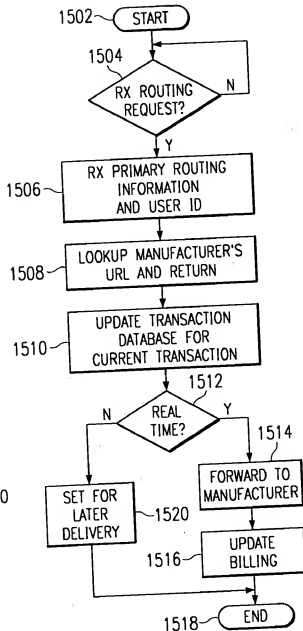 1502
START
1504
RX ROUTING
REQUEST?
N
Y
1506
RX PRIMARY ROUTING
INFORMATION
AND USER ID
1508
LOOKUP MANUFACTURER'S
URL AND RETURN
1510
UPDATE TRANSACTION
DATABASE FOR
CURRENT TRANSACTION
1512
N
REAL
TIME?
Y
1514
FORWARD TO
MANUFACTURER
0
SET FOR
LATER
DELIVERY
1520
1516
UPDATE
BILLING
1518
END